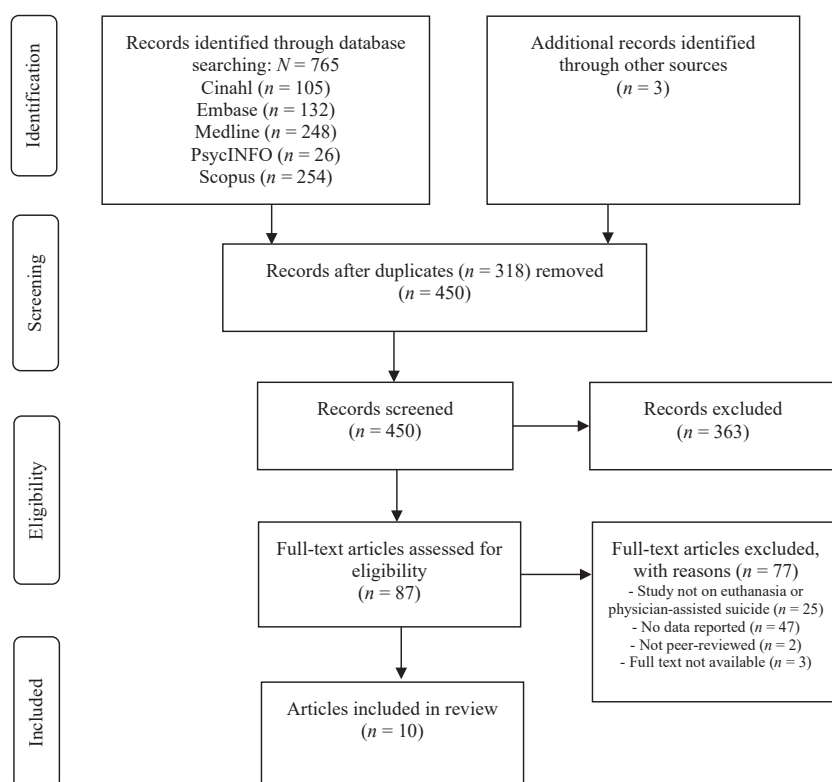 Identification
Records identified through database
searching: N = 765
Cinahl (n = 105)
Embase (n = 132)
Medline (n = 248)
PsycINFO (n = 26)
Scopus (n = 254)
Additional records identified
through other sources
(n = 3)
Screening
Records after duplicates (n = 318) removed
(n = 450)
Records screened
(n = 450)
Records excluded
(n = 363)
Eligibility
Full-text articles assessed for
eligibility
(n = 87)
Full-text articles excluded,
with reasons (n = 77)
- Study not on euthanasia or
physician-assisted suicide (n = 25)
- No data reported (n = 47)
- Not peer-reviewed (n = 2)
- Full text not available (n = 3)
Included
Articles included in review
(n = 10)